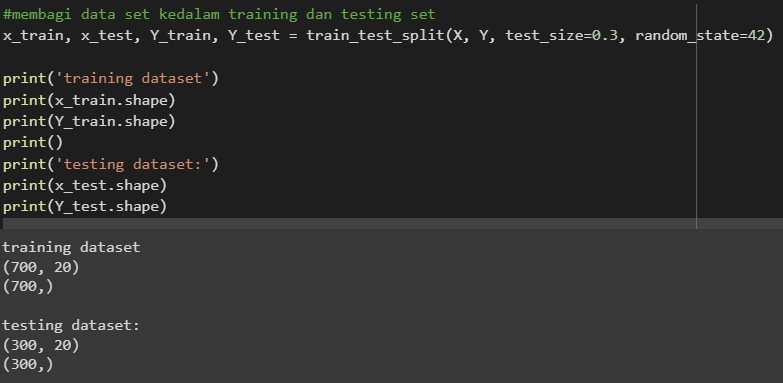 #membagi data set kedalam training dan testing set
x_train, x_test, Y_train, Y_test = train_test_split(X, Y, test_size=0.3, random_state=42)
print('training dataset')
print(x_train.shape)
print(Y_train.shape)
print()
print('testing dataset:')
print(x_test.shape)
print(Y_test.shape)
training dataset
(700, 20)
(700,)
testing dataset:
(300, 20)
(300,)